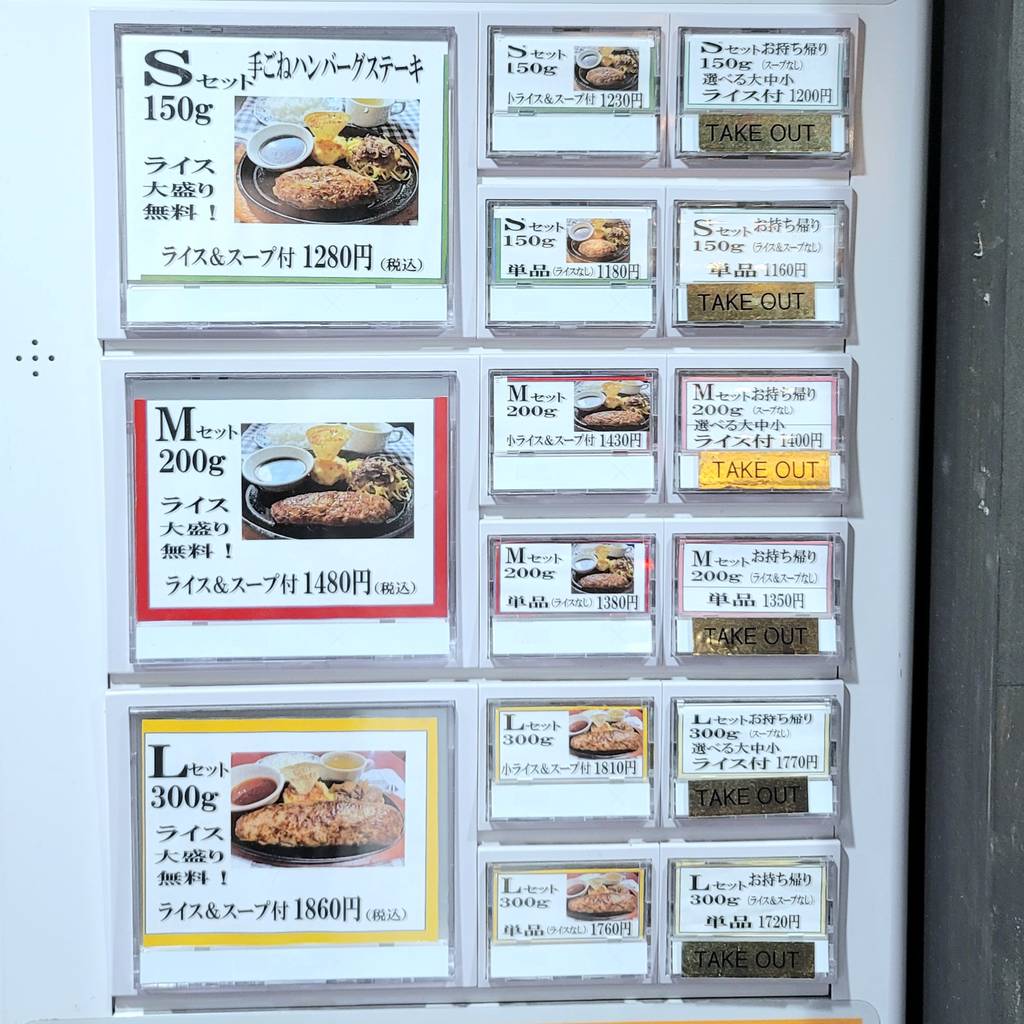 Sセット 手ごねハンバーグステーキ
150g
ライス
大盛り
無料！
ライス&スープ付 1280円(税込)
Sセット
150g
小ライス&スープ付 1230円
Sセットお持ち帰り
150g (スープなし)
選べる大中小
ライス付 1200円
TAKE OUT
Sセット
150g
単品(ライスなし) 1180円
Sセット お持ち帰り
150g (ライス&スープなし)
単品 1160円
TAKE OUT
Mセット
200g
ライス
大盛り
無料！
ライス&スープ付 1480円(税込)
Mセット
200g
小ライス&スープ付 1430円
Mセットお持ち帰り
200g (スープなし)
選べる大中小
ライス付 1400円
TAKE OUT
Mセット
200g
単品(ライスなし) 1380円
Mセット お持ち帰り
200g (ライス&スープなし)
単品 1350円
TAKE OUT
Lセット
300g
ライス
大盛り
無料！
ライス&スープ付 1860円(税込)
Lセット
300g
小ライス&スープ付 1810円
Lセットお持ち帰り
300g (スープなし)
選べる大中小
ライス付 1770円
TAKE OUT
Lセット
300g
単品(ライスなし) 1760円
Lセットお持ち帰り
300g (ライス&スープなし)
単品 1720円
TAKE OUT